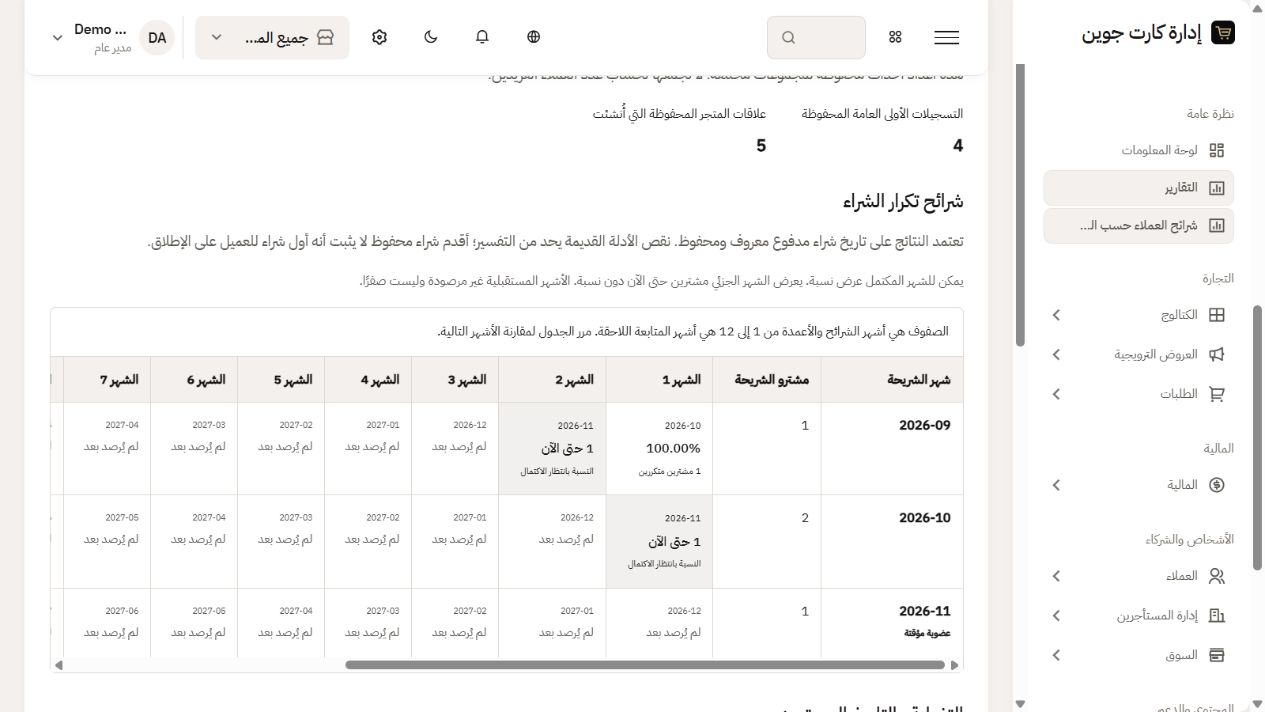 إدارة كارت جوين
نظرة عامة
لوحة المعلومات
التقارير
شرائح العملاء حسب الـ...
التجارة
الكتالوج
العروض الترويجية
الطلبات
المالية
المالية
الأشخاص والشركاء
العملاء
إدارة المستأجرين
السوق
جميع الم...
DA
Demo ...
مدير عام
التسجيلات الأولى العامة المحفوظة
4
علاقات المتجر المحفوظة التي أُنشئت
5
شرائح تكرار الشراء
تعتمد النتائج على تاريخ شراء مدفوع معروف ومحفوظ. نقص الأدلة القديمة يحد من التفسير؛ أقدم شراء محفوظ لا يثبت أنه أول شراء للعميل على الإطلاق.
يمكن للشهر المكتمل عرض نسبة. يعرض الشهر الجزئي مشترين حتى الآن دون نسبة. الأشهر المستقبلية غير مرصودة وليست صفرًا.
الصفوف هي أشهر الشرائح والأعمدة من 1 إلى 12 هي أشهر المتابعة اللاحقة. مرر الجدول لمقارنة الأشهر التالية.
شهر الشريحة مشترو الشريحة الشهر 1 الشهر 2 الشهر 3 الشهر 4 الشهر 5 الشهر 6 الشهر 7
2026-09 1 2026-10 2026-11 2026-12 2027-01 2027-02 2027-03 2027-04
100.00% 1 حتى الآن لم يُرصد بعد لم يُرصد بعد لم يُرصد بعد لم يُرصد بعد لم يُرصد بعد
1 مشترين متكررين النسبة بانتظار الاكتمال
2026-10 2 2026-11 2026-12 2027-01 2027-02 2027-03 2027-04 2027-05
1 حتى الآن لم يُرصد بعد لم يُرصد بعد لم يُرصد بعد لم يُرصد بعد لم يُرصد بعد لم يُرصد بعد
النسبة بانتظار الاكتمال
2026-11 1 2026-12 2027-01 2027-02 2027-03 2027-04 2027-05 2027-06
عضوية مؤقتة لم يُرصد بعد لم يُرصد بعد لم يُرصد بعد لم يُرصد بعد لم يُرصد بعد لم يُرصد بعد لم يُرصد بعد